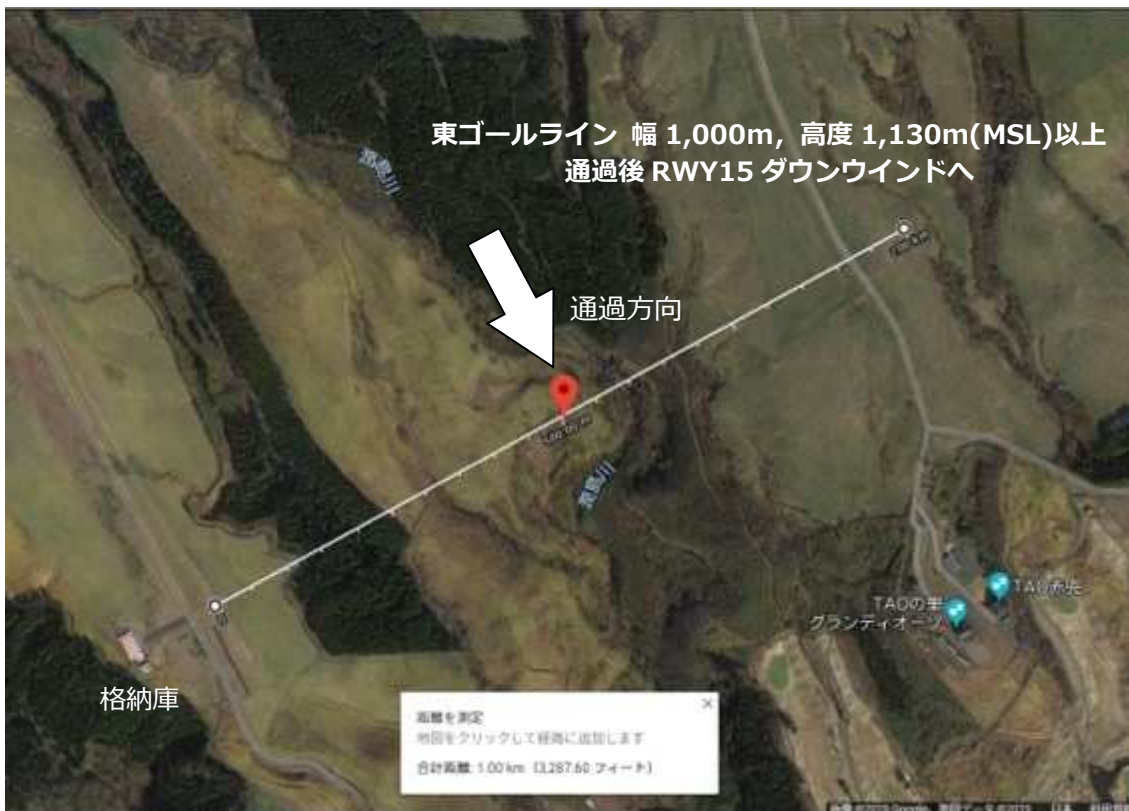 東ゴールライン 幅 1,000m, 高度 1,130m(MSL)以上
通過後 RWY15 ダウンウインドへ
通過方向
TAOの里
グランディオーソ
格納庫
距離を測定
地図をクリックして経路に追加します
合計距離: 1.00 km (3,287.60 フィート)